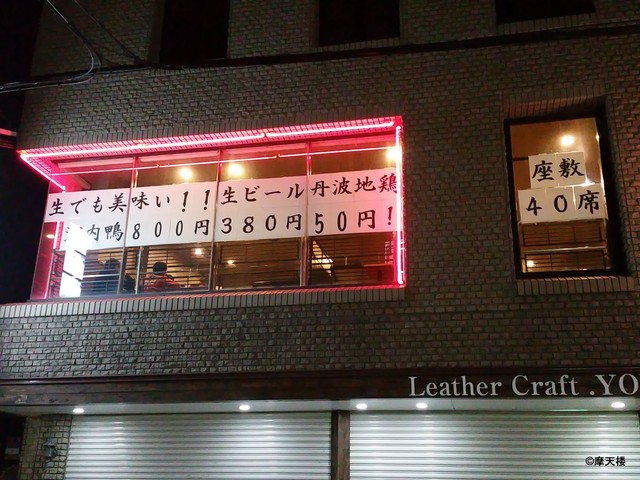 生でも美味い!!
内鴨800円
生ビール
380円
丹波地鶏
50円!
座敷
40席
Leather Craft .YO
©摩天楼